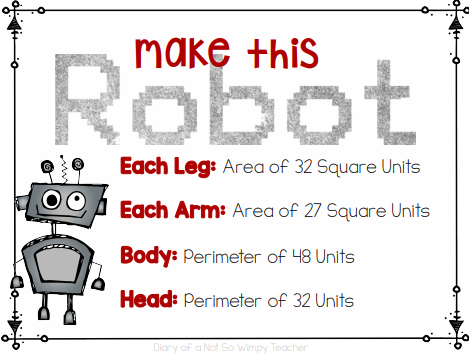 make this
Robot
Each Leg: Area of 32 Square Units
Each Arm: Area of 27 Square Units
Body: Perimeter of 48 Units
Head: Perimeter of 32 Units
Diary of a Not So Wimpy Teacher